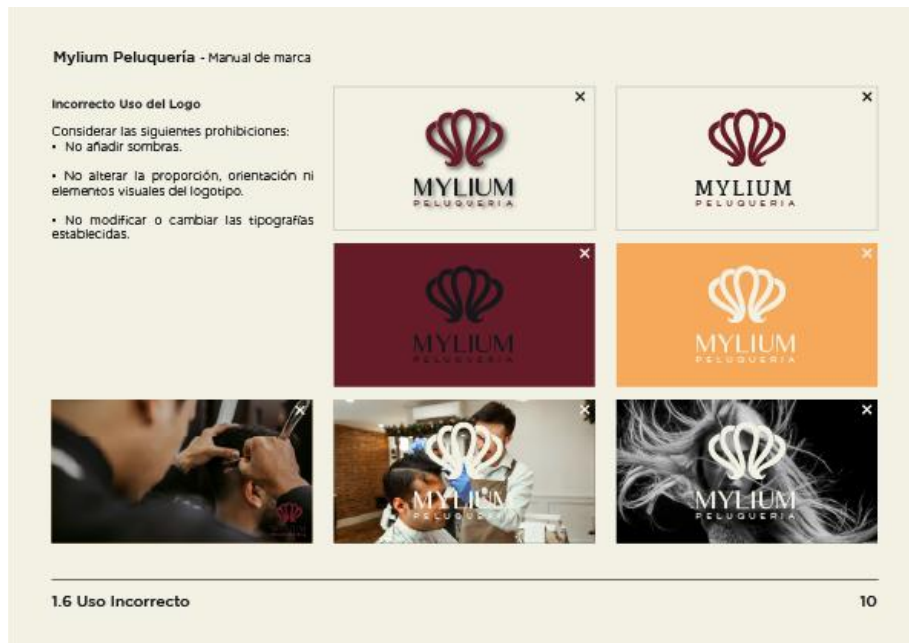 Mylium Peluquería - Manual de marca
Incorrecto Uso del Logo
Considerar las siguientes prohibiciones:
• No añadir sombras.
• No alterar la proporción, orientación ni
elementos visuales del logotipo.
• No modificar o cambiar las tipografías
establecidas.
×
MYLIUM
PELUQUERIA
×
MYLIUM
PELUQUERIA
×
MYLIUM
PELUQUERIA
×
MYLIUM
PELUQUERIA
×
×
MYLIUM
PELUQUERIA
×
MYLIUM
PELUQUERIA
1.6 Uso Incorrecto
10